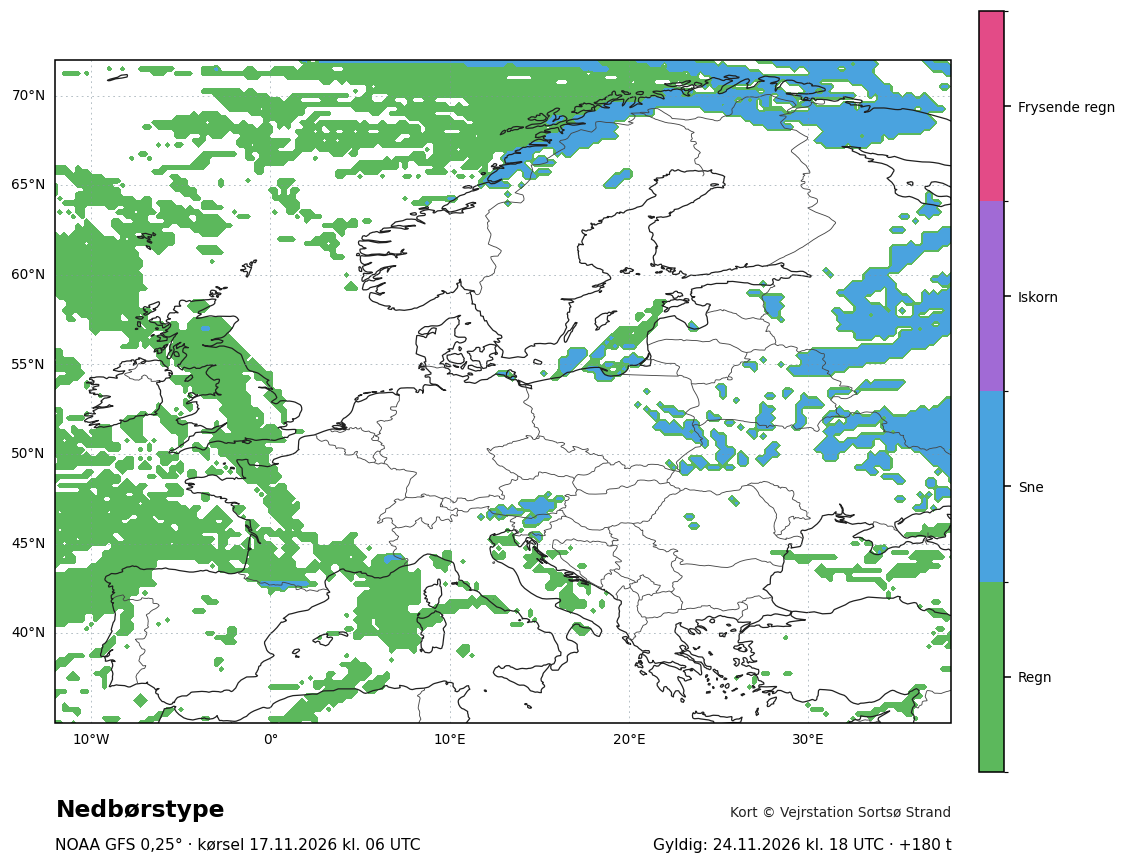 70°N
65°N
60°N
55°N
50°N
45°N
40°N
10°W
0°
10°E
20°E
30°E
Frysende regn
Iskorn
Sne
Regn
Nedbørstype
Kort © Vejrstation Sortsø Strand
NOAA GFS 0,25° · kørsel 17.11.2026 kl. 06 UTC
Gyldig: 24.11.2026 kl. 18 UTC · +180 t